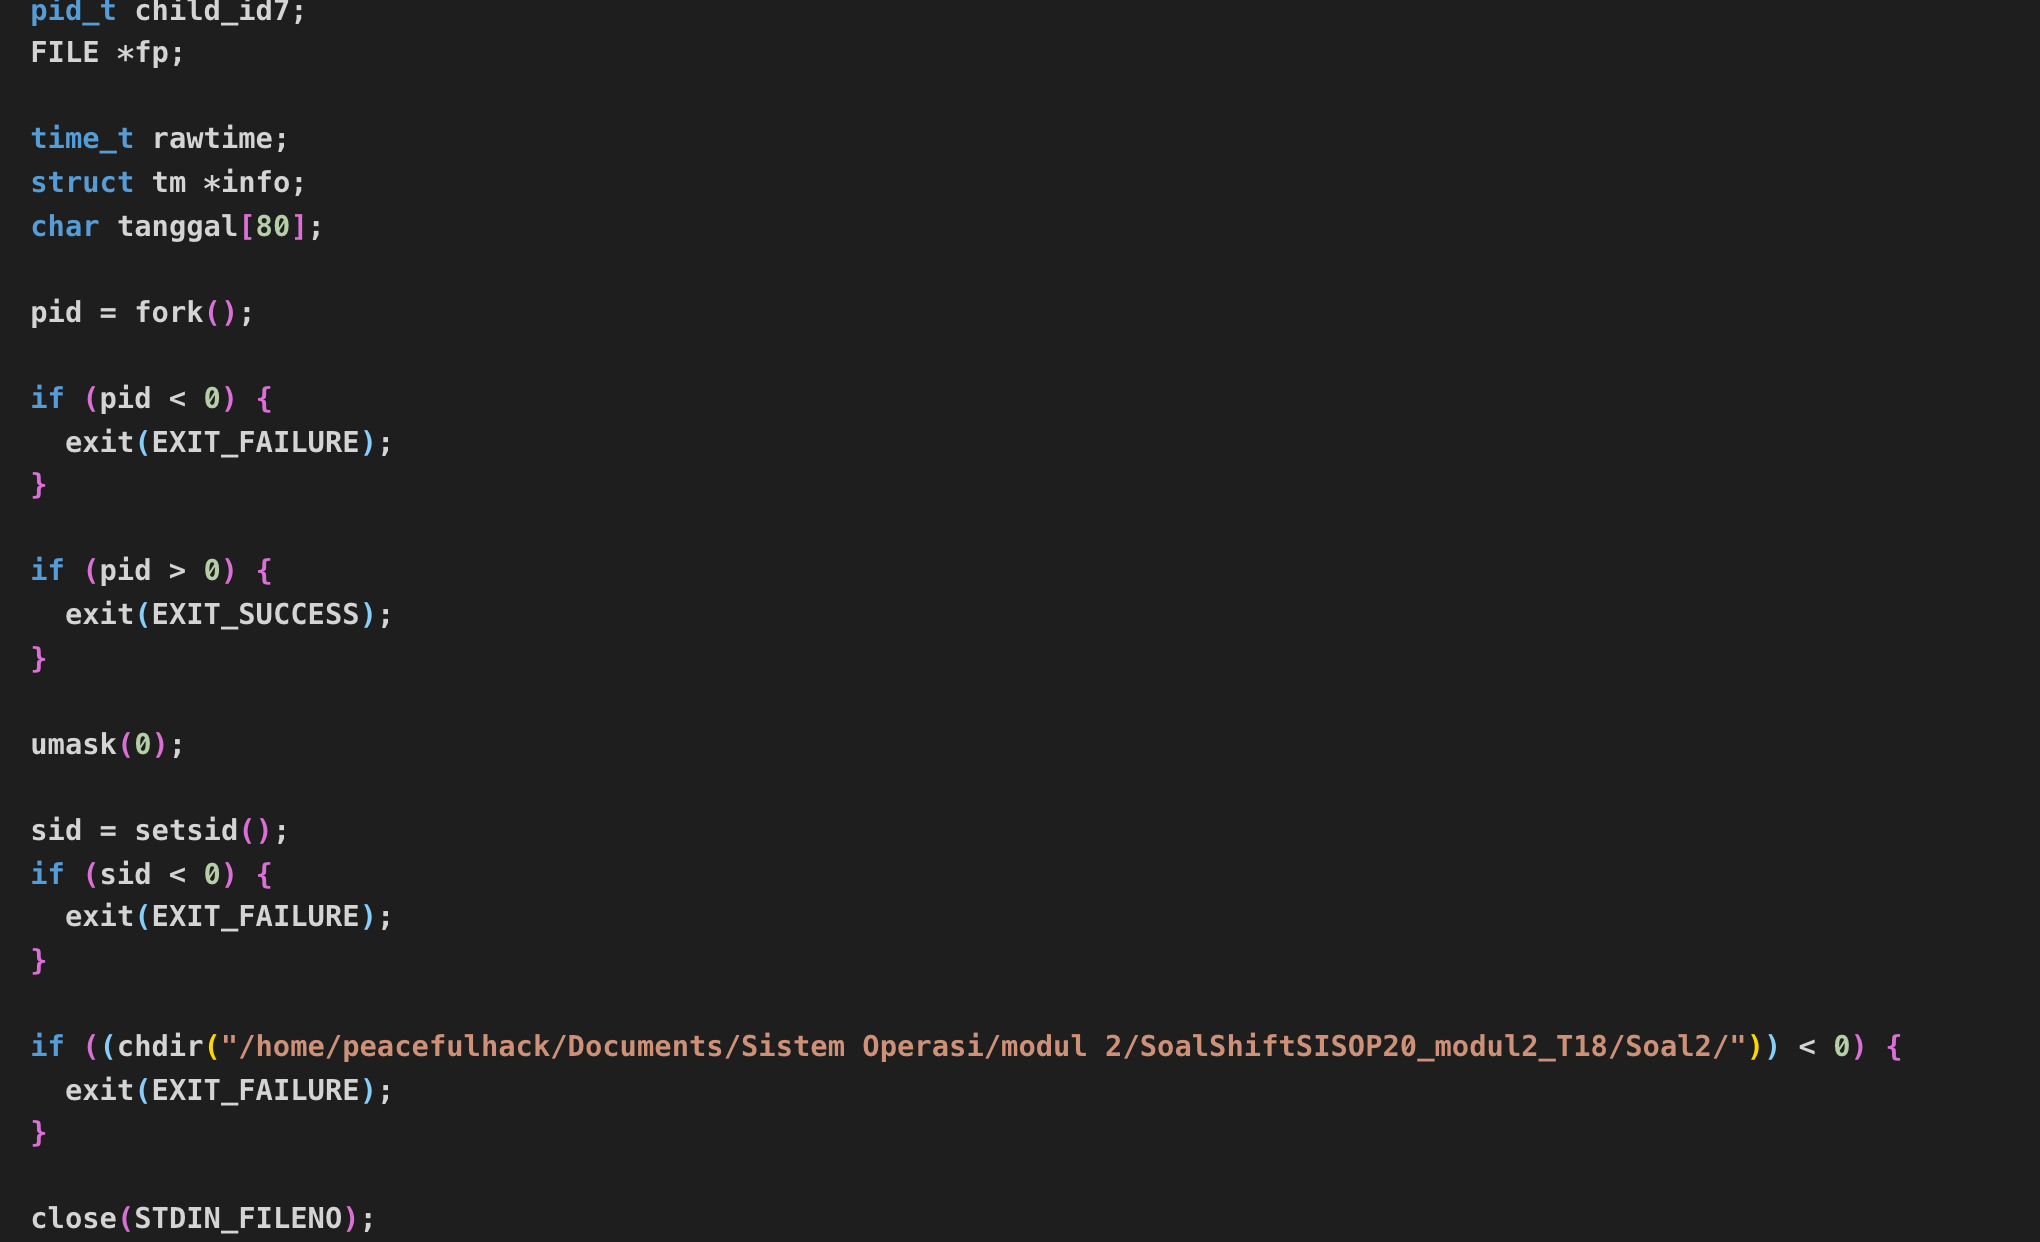 pid_t child_id7;
FILE *fp;
time_t rawtime;
struct tm *info;
char tanggal[80];
pid = fork();
if (pid < 0) {
  exit(EXIT_FAILURE);
}
if (pid > 0) {
  exit(EXIT_SUCCESS);
}
umask(0);
sid = setsid();
if (sid < 0) {
  exit(EXIT_FAILURE);
}
if ((chdir("/home/peacefulhack/Documents/Sistem Operasi/modul 2/SoalShiftSISOP20_modul2_T18/Soal2/")) < 0) {
  exit(EXIT_FAILURE);
}
close(STDIN_FILENO);